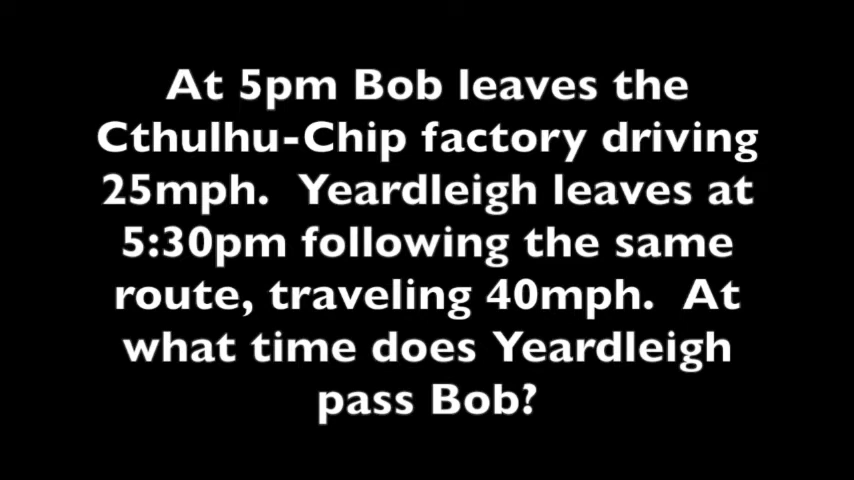 At 5pm Bob leaves the
Cthulhu-Chip factory driving
25mph.  Yeardleigh leaves at
5:30pm following the same
route, traveling 40mph.  At
what time does Yeardleigh
pass Bob?